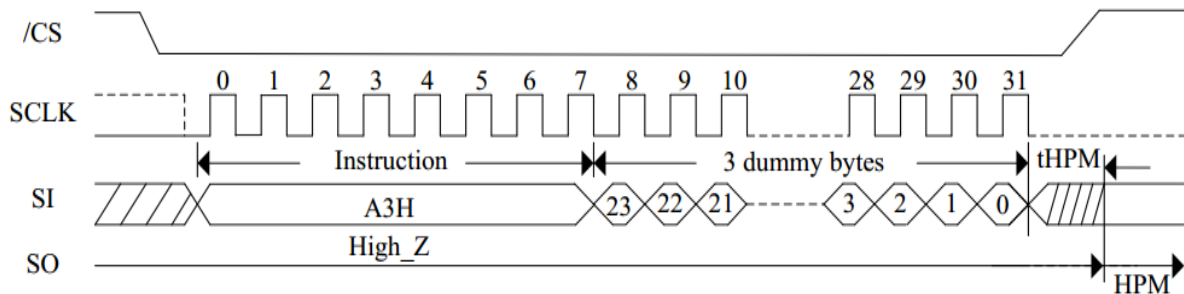 /CS
0 1 2 3 4 5 6 7 8 9 10 28 29 30 31
SCLK
Instruction 3 dummy bytes tHPM
SI A3H 23 22 21 3 2 1 0
High_Z
SO
HPM